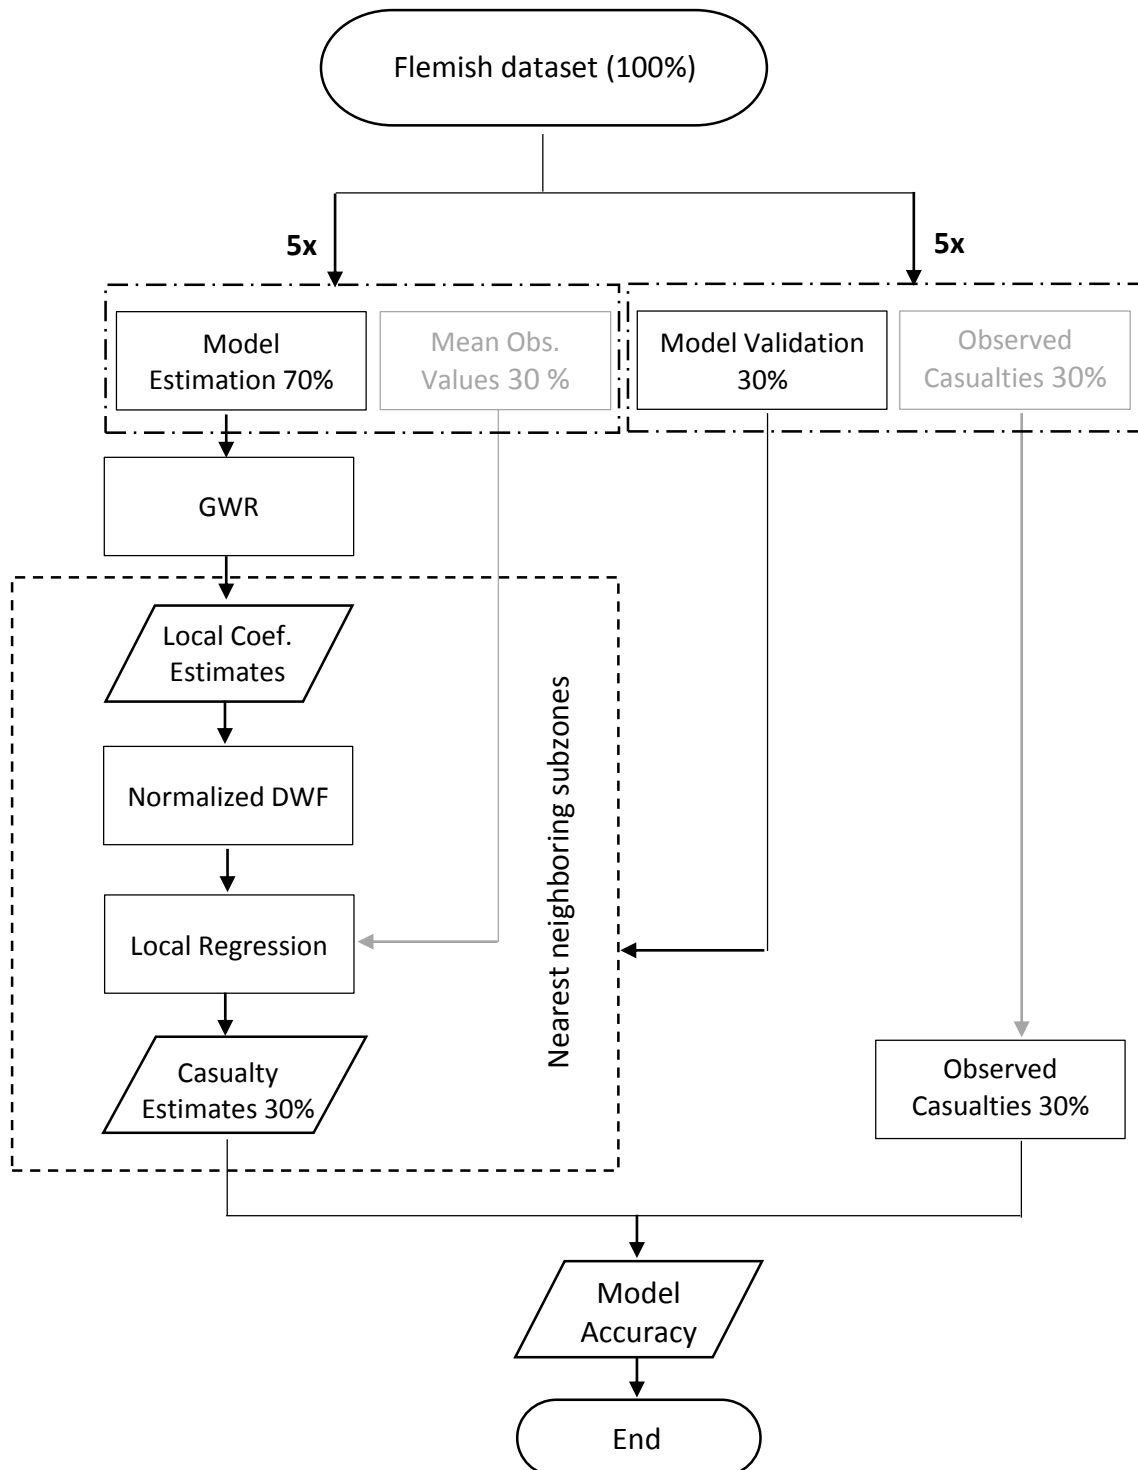 Flemish dataset (100%)
5x
5x
Model
Estimation 70%
Mean Obs.
Values 30 %
Model Validation
30%
Observed
Casualties 30%
GWR
Local Coef.
Estimates
Normalized DWF
Local Regression
Nearest neighboring subzones
Casualty
Estimates 30%
Observed
Casualties 30%
Model
Accuracy
End